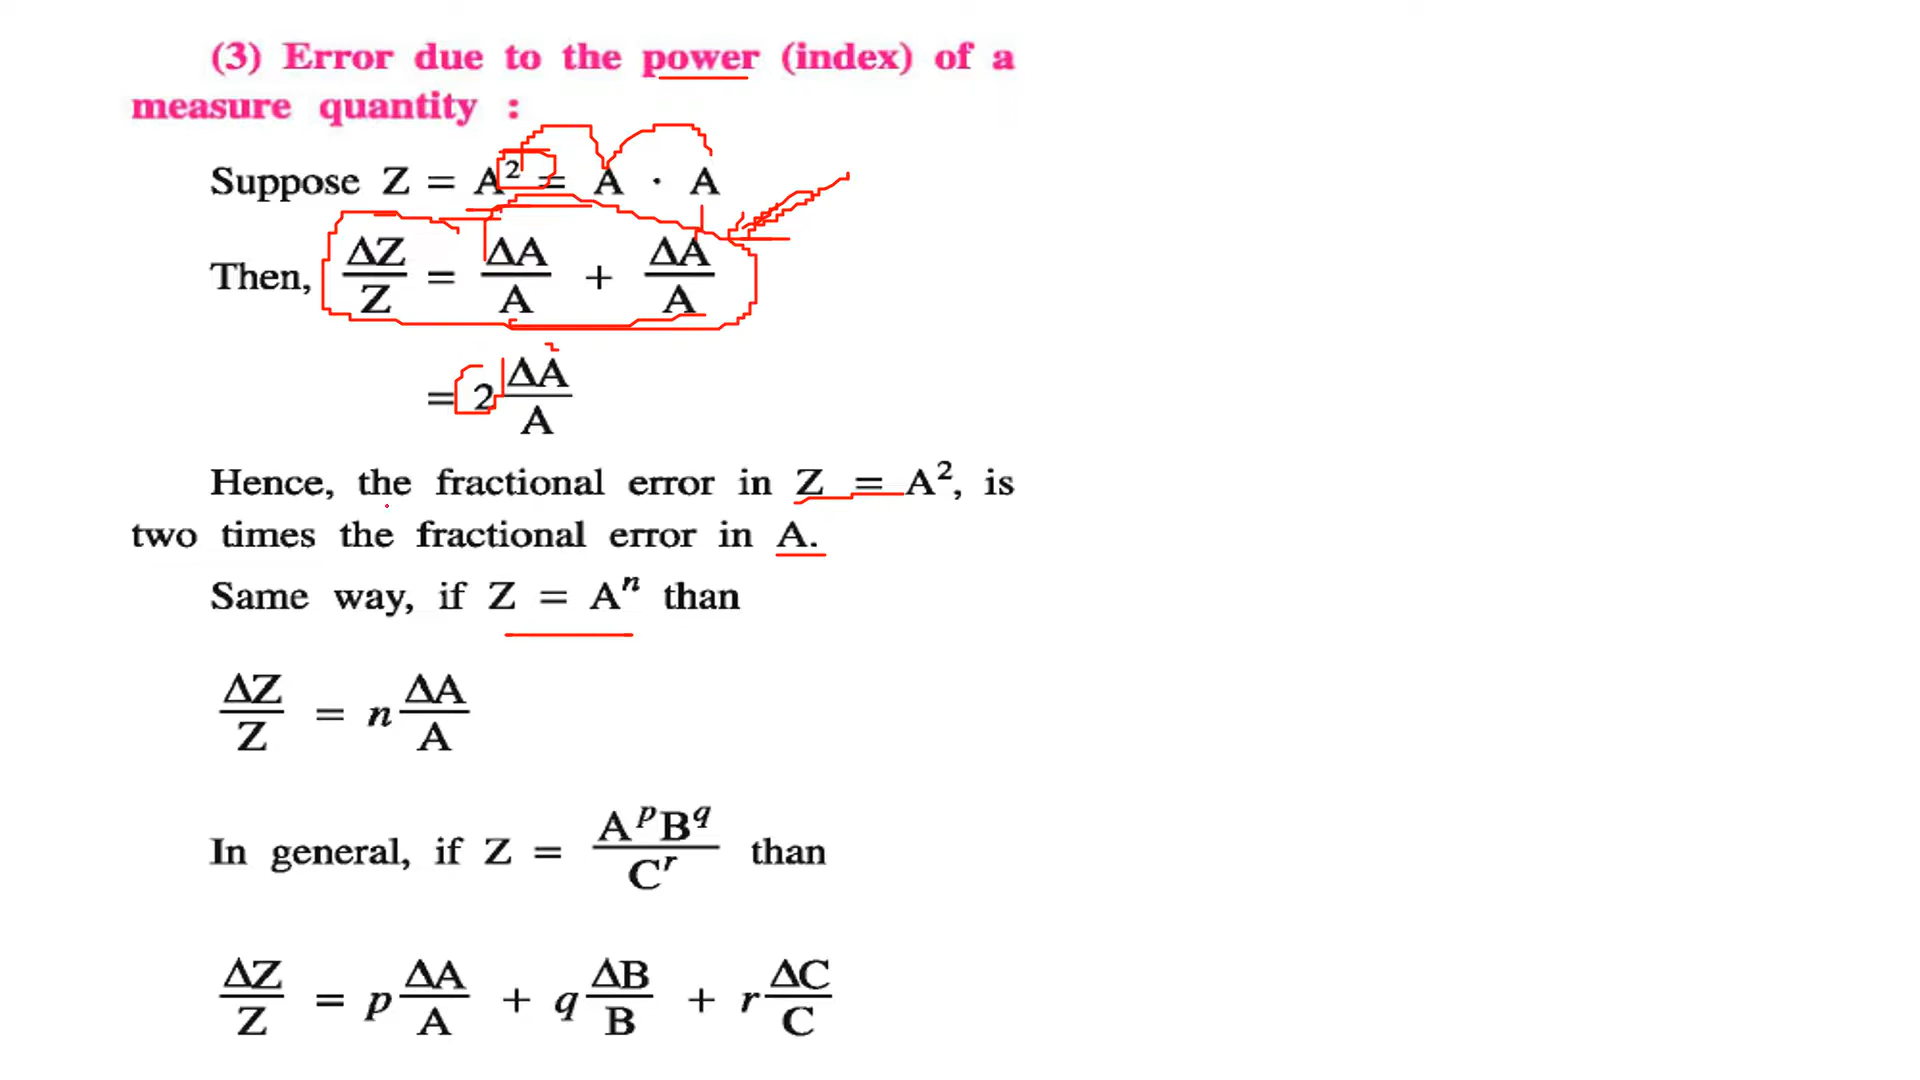 (3) Error due to the power (index) of a
measure quantity :
Suppose Z = A² = A · A
Then, ΔZ/Z = ΔA/A + ΔA/A
= 2 ΔA/A
Hence, the fractional error in Z = A², is
two times the fractional error in A.
Same way, if Z = Aⁿ than
ΔZ/Z = n ΔA/A
In general, if Z = A^p B^q / C^r than
ΔZ/Z = p ΔA/A + q ΔB/B + r ΔC/C